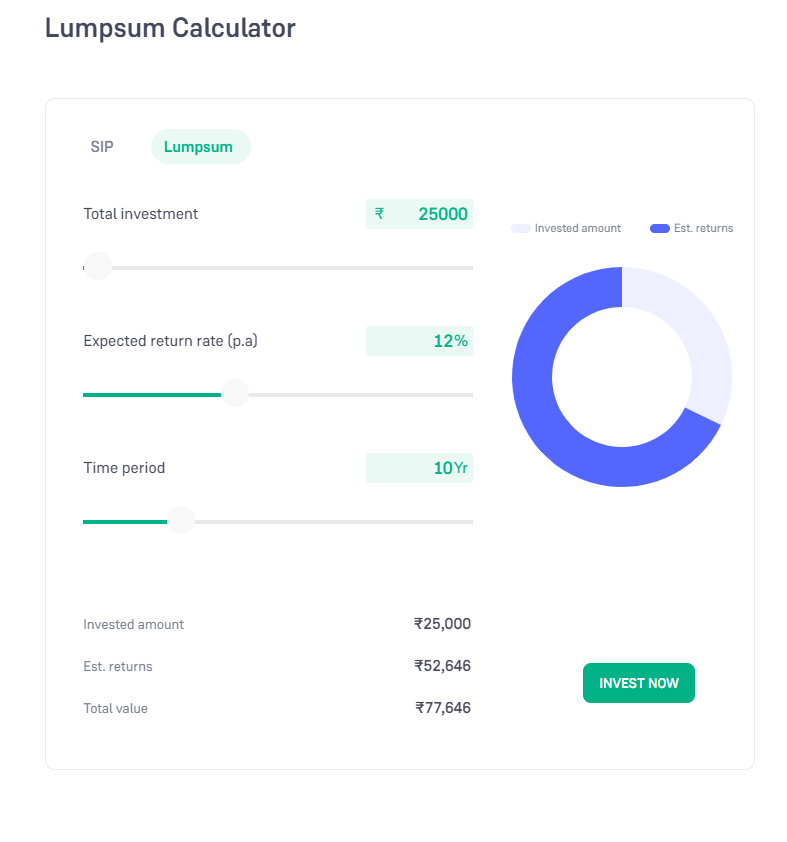 Lumpsum Calculator
SIP
Lumpsum
Total investment
₹ 25000
Invested amount
Est. returns
Expected return rate (p.a)
12%
Time period
10Yr
Invested amount
₹25,000
Est. returns
₹52,646
Total value
₹77,646
INVEST NOW